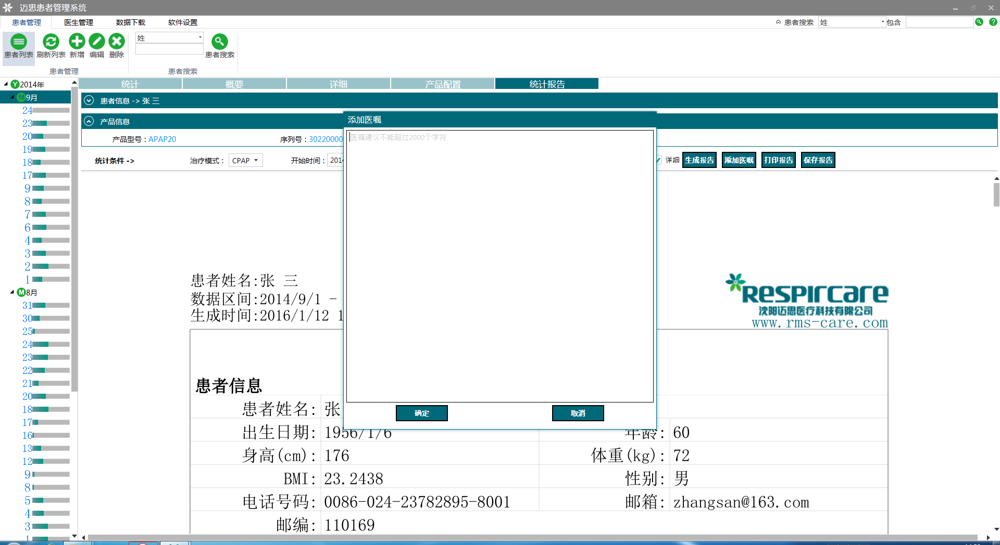 迈思患者管理系统
患者管理 医生管理 数据下载 软件设置
患者搜索 姓 包含
患者列表 刷新列表 新增 编辑 删除
姓
患者搜索
患者管理 患者搜索
Y 2014年
M 9月
24
23
20
19
18
17
9
8
7
6
4
3
2
1
M 8月
31
30
25
24
23
22
21
20
18
17
16
13
12
9
8
5
4
3
1
统计 概要 详细 产品配置 统计报告
患者信息 -> 张 三
产品信息
产品型号：APAP20 序列号：30220000
统计条件 -> 治疗模式： CPAP 开始时间： 201
详细 生成报告 添加医嘱 打印报告 保存报告
添加医嘱
医嘱建议不能超过2000个字符
确定 取消
患者姓名:张 三
数据区间:2014/9/1 -
生成时间:2016/1/12 1
RESPIRCARE
沈阳迈思医疗科技有限公司
www.rms-care.com
患者信息
患者姓名: 张
出生日期: 1956/1/6 年龄: 60
身高(cm): 176 体重(kg): 72
BMI: 23.2438 性别: 男
电话号码: 0086-024-23782895-8001 邮箱: zhangsan@163.com
邮编: 110169